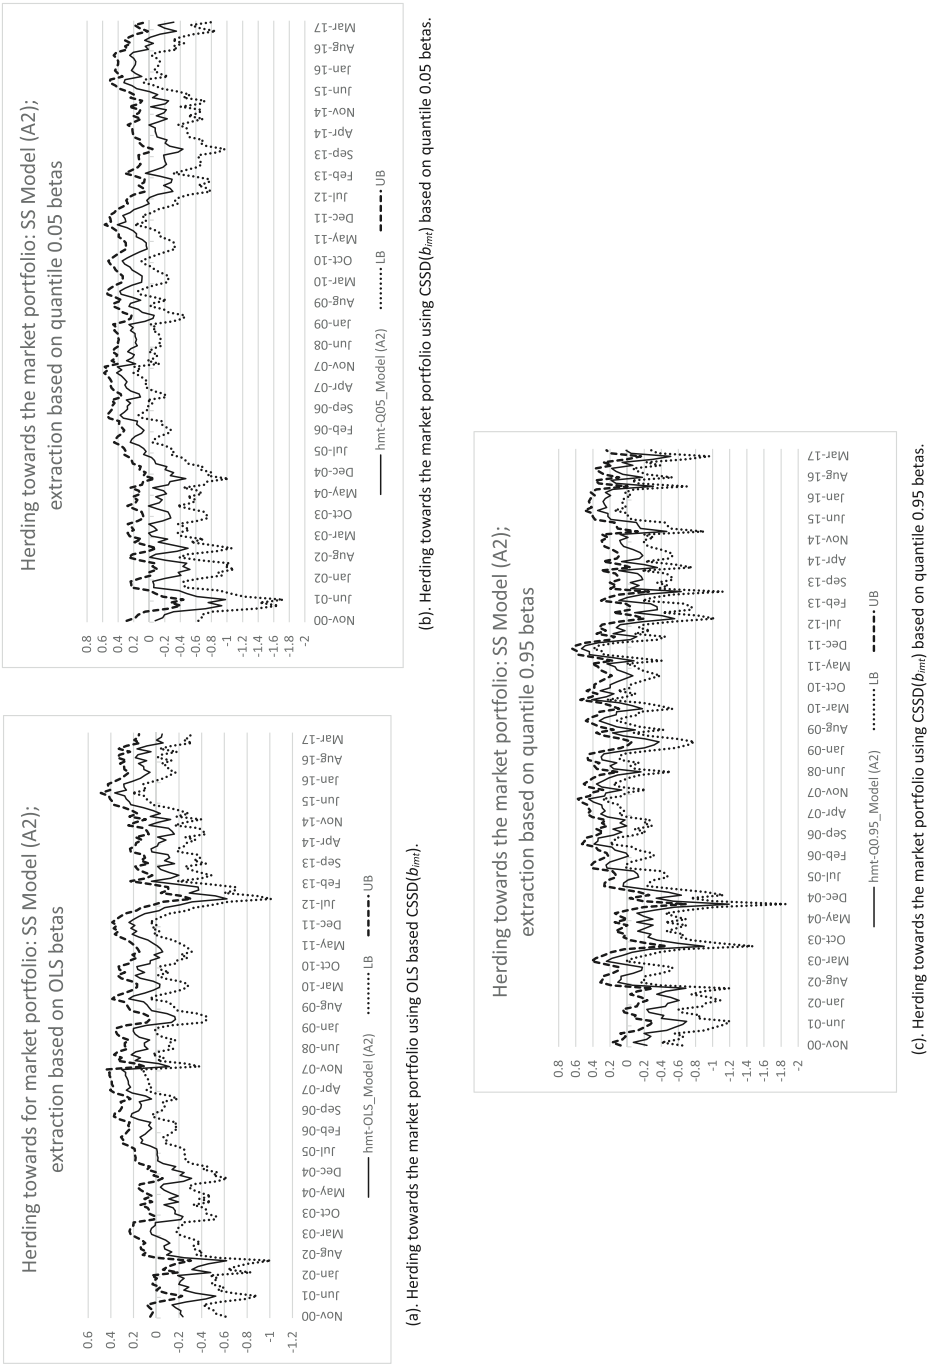 Herding towards for market portfolio: SS Model (A2);
extraction based on OLS betas
0.6
0.4
0.2
0
-0.2
-0.4
-0.6
-0.8
-1
-1.2
Nov-00
Jun-01
Jan-02
Aug-02
Mar-03
Oct-03
May-04
Dec-04
Jul-05
Feb-06
Sep-06
Apr-07
Nov-07
Jun-08
Jan-09
Aug-09
Mar-10
Oct-10
May-11
Dec-11
Jul-12
Feb-13
Sep-13
Apr-14
Nov-14
Jun-15
Jan-16
Aug-16
Mar-17
hmt-OLS_Model (A2) LB UB
(a). Herding towards the market portfolio using OLS based CSSD(bimt).
Herding towards the market portfolio: SS Model (A2);
extraction based on quantile 0.05 betas
0.8
0.6
0.4
0.2
0
-0.2
-0.4
-0.6
-0.8
-1
-1.2
-1.4
-1.6
-1.8
-2
Nov-00
Jun-01
Jan-02
Aug-02
Mar-03
Oct-03
May-04
Dec-04
Jul-05
Feb-06
Sep-06
Apr-07
Nov-07
Jun-08
Jan-09
Aug-09
Mar-10
Oct-10
May-11
Dec-11
Jul-12
Feb-13
Sep-13
Apr-14
Nov-14
Jun-15
Jan-16
Aug-16
Mar-17
hmt-Q05_Model (A2) LB UB
(b). Herding towards the market portfolio using CSSD(bimt) based on quantile 0.05 betas.
Herding towards the market portfolio: SS Model (A2);
extraction based on quantile 0.95 betas
0.8
0.6
0.4
0.2
0
-0.2
-0.4
-0.6
-0.8
-1
-1.2
-1.4
-1.6
-1.8
-2
Nov-00
Jun-01
Jan-02
Aug-02
Mar-03
Oct-03
May-04
Dec-04
Jul-05
Feb-06
Sep-06
Apr-07
Nov-07
Jun-08
Jan-09
Aug-09
Mar-10
Oct-10
May-11
Dec-11
Jul-12
Feb-13
Sep-13
Apr-14
Nov-14
Jun-15
Jan-16
Aug-16
Mar-17
hmt-Q0.95_Model (A2) LB UB
(c). Herding towards the market portfolio using CSSD(bimt) based on quantile 0.95 betas.